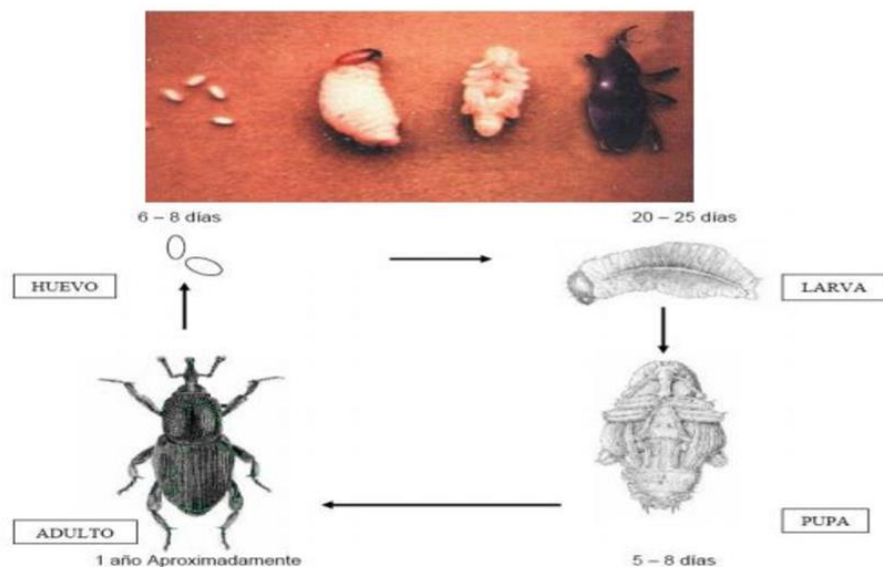 6 – 8 días
20 – 25 días
HUEVO
LARVA
ADULTO
PUPA
1 año Aproximadamente
5 – 8 días